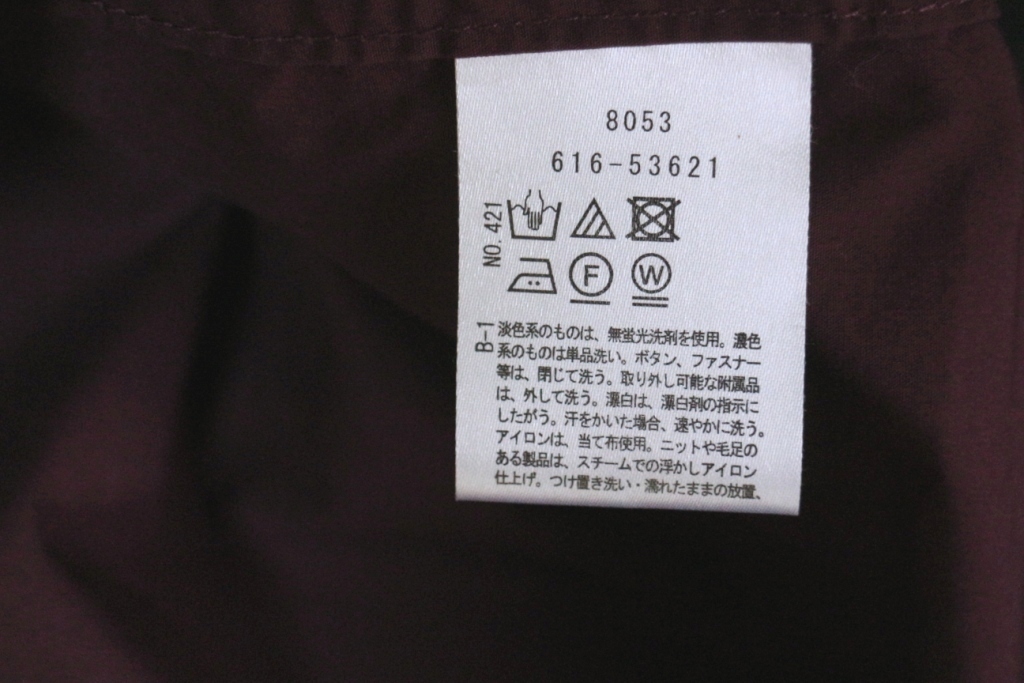 8053
616-53621
NO.421
F
W
B-1
淡色系のものは、無蛍光洗剤を使用。濃色
系のものは単品洗い。ボタン、ファスナー
等は、閉じて洗う。取り外し可能な附属品
は、外して洗う。漂白は、漂白剤の指示に
したがう。汗をかいた場合、速やかに洗う。
アイロンは、当て布使用。ニットや毛足の
ある製品は、スチームでの浮かしアイロン
仕上げ。つけ置き洗い・濡れたままの放置、